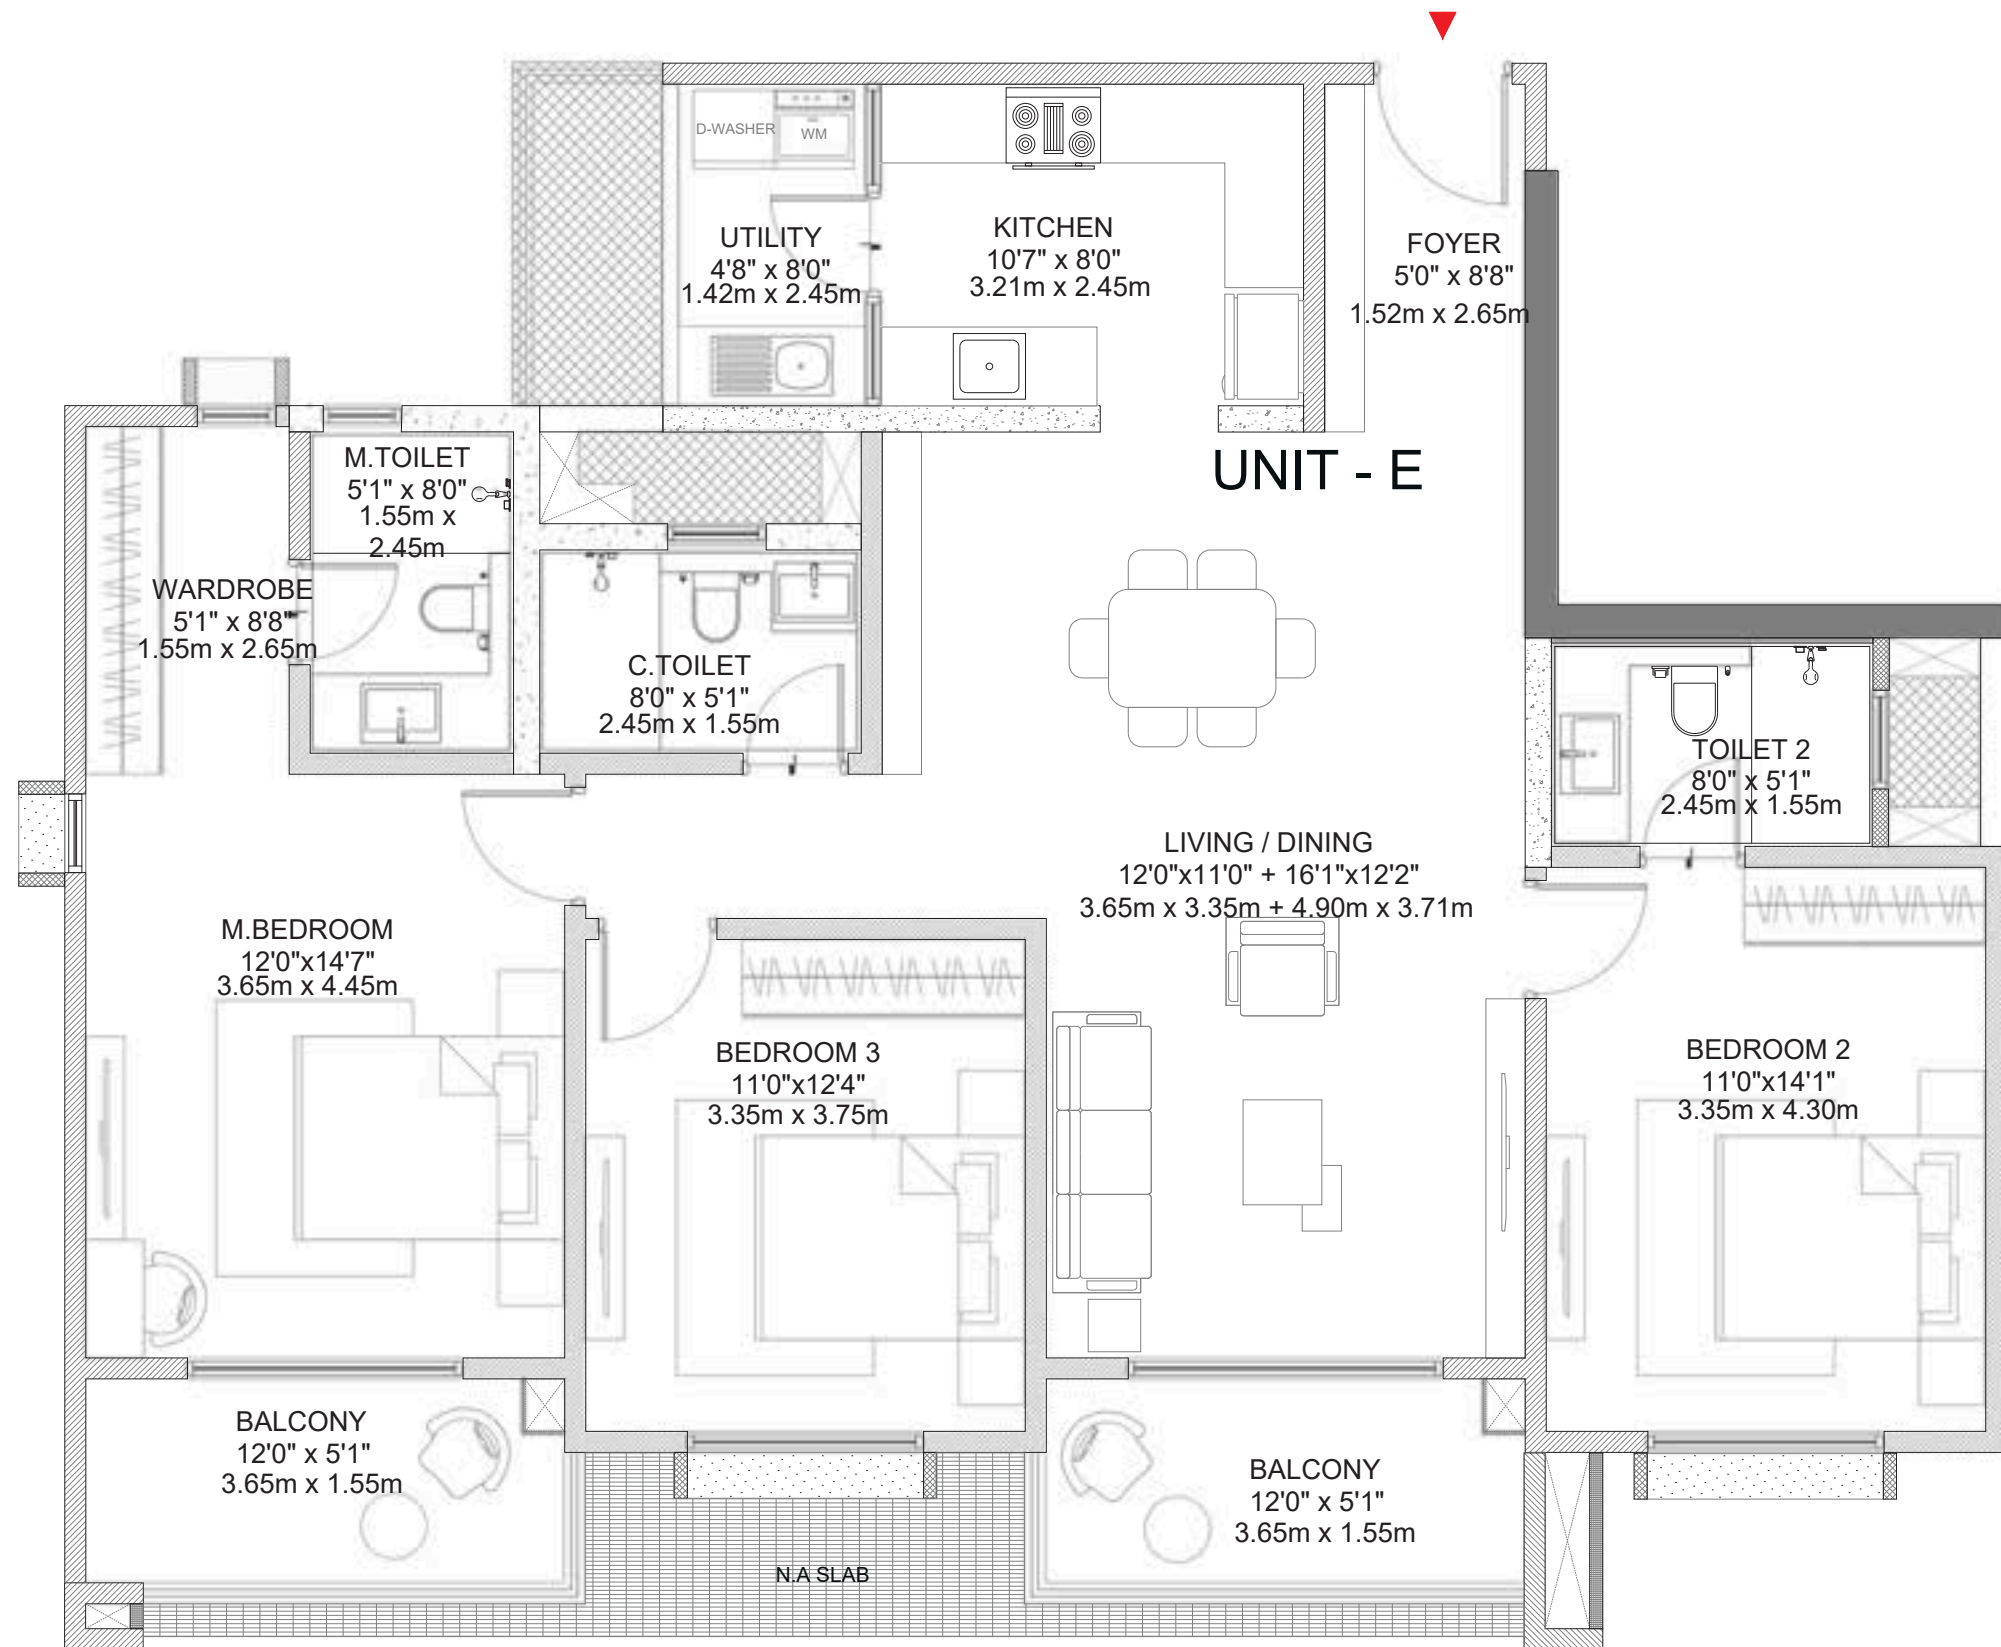 D-WASHER
WM
UTILITY
4'8" x 8'0"
1.42m x 2.45m
KITCHEN
10'7" x 8'0"
3.21m x 2.45m
FOYER
5'0" x 8'8"
1.52m x 2.65m
UNIT - E
M.TOILET
5'1" x 8'0"
1.55m x
2.45m
WARDROBE
5'1" x 8'8"
1.55m x 2.65m
C.TOILET
8'0" x 5'1"
2.45m x 1.55m
TOILET 2
8'0" x 5'1"
2.45m x 1.55m
LIVING / DINING
12'0"x11'0" + 16'1"x12'2"
3.65m x 3.35m + 4.90m x 3.71m
M.BEDROOM
12'0"x14'7"
3.65m x 4.45m
BEDROOM 3
11'0"x12'4"
3.35m x 3.75m
BEDROOM 2
11'0"x14'1"
3.35m x 4.30m
BALCONY
12'0" x 5'1"
3.65m x 1.55m
BALCONY
12'0" x 5'1"
3.65m x 1.55m
N.A SLAB